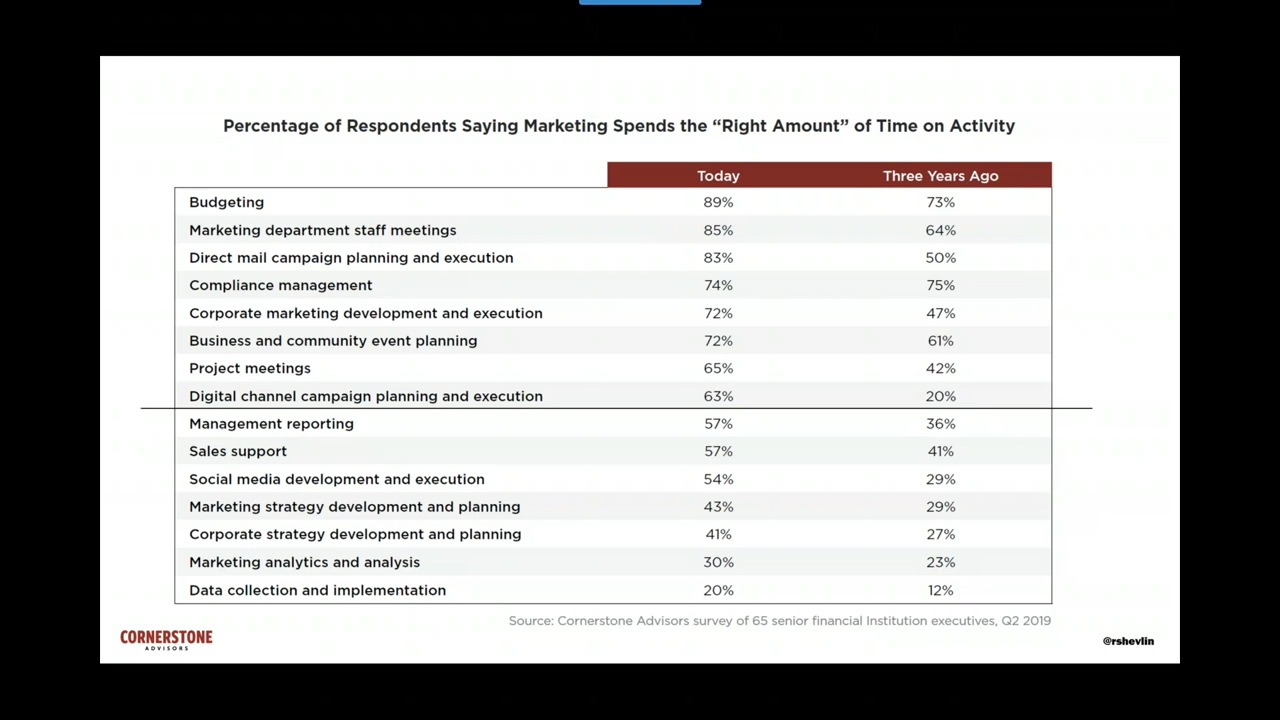 Percentage of Respondents Saying Marketing Spends the “Right Amount” of Time on Activity
Today Three Years Ago
Budgeting 89% 73%
Marketing department staff meetings 85% 64%
Direct mail campaign planning and execution 83% 50%
Compliance management 74% 75%
Corporate marketing development and execution 72% 47%
Business and community event planning 72% 61%
Project meetings 65% 42%
Digital channel campaign planning and execution 63% 20%
Management reporting 57% 36%
Sales support 57% 41%
Social media development and execution 54% 29%
Marketing strategy development and planning 43% 29%
Corporate strategy development and planning 41% 27%
Marketing analytics and analysis 30% 23%
Data collection and implementation 20% 12%
Source: Cornerstone Advisors survey of 65 senior financial Institution executives, Q2 2019
CORNERSTONE
ADVISORS
@rshevlin